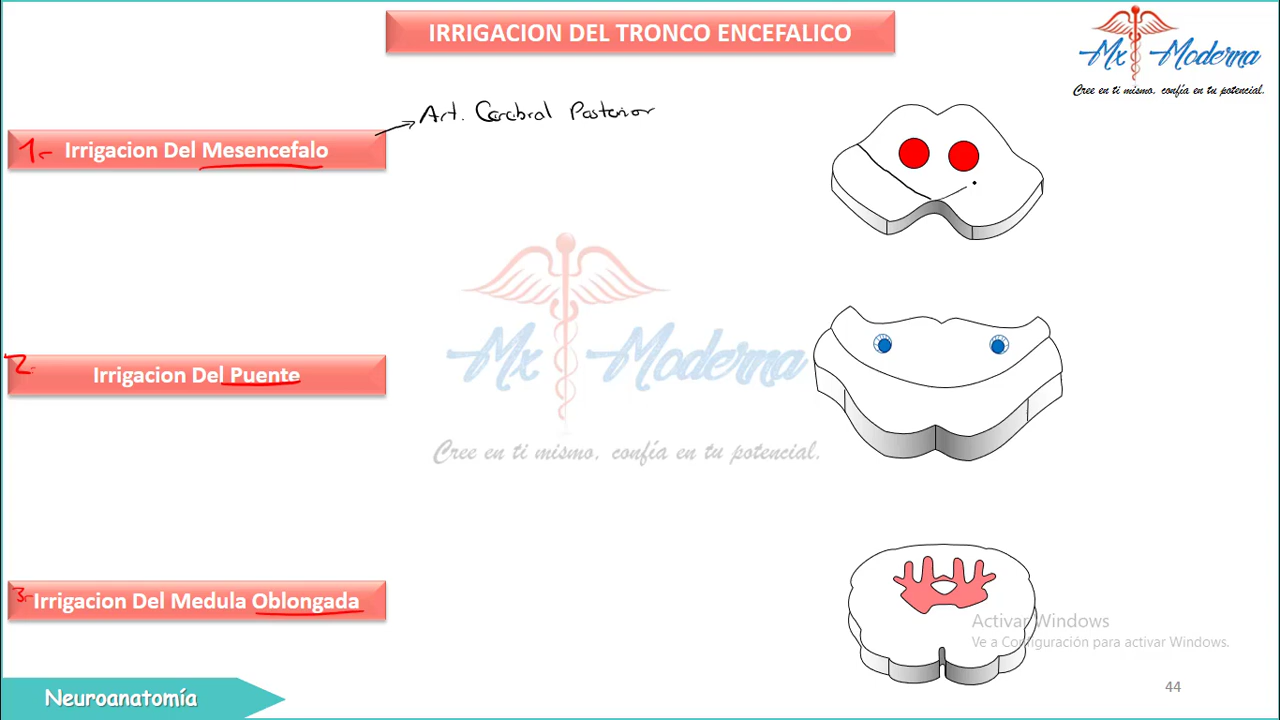 IRRIGACION DEL TRONCO ENCEFALICO
Mx Moderna
Cree en ti mismo, confía en tu potencial.
Art. Cerebral Posterior
1- Irrigacion Del Mesencefalo
Mx Moderna
Cree en ti mismo, confía en tu potencial.
2- Irrigacion Del Puente
3- Irrigacion Del Medula Oblongada
Activar Windows
Ve a Configuración para activar Windows.
Neuroanatomía
44